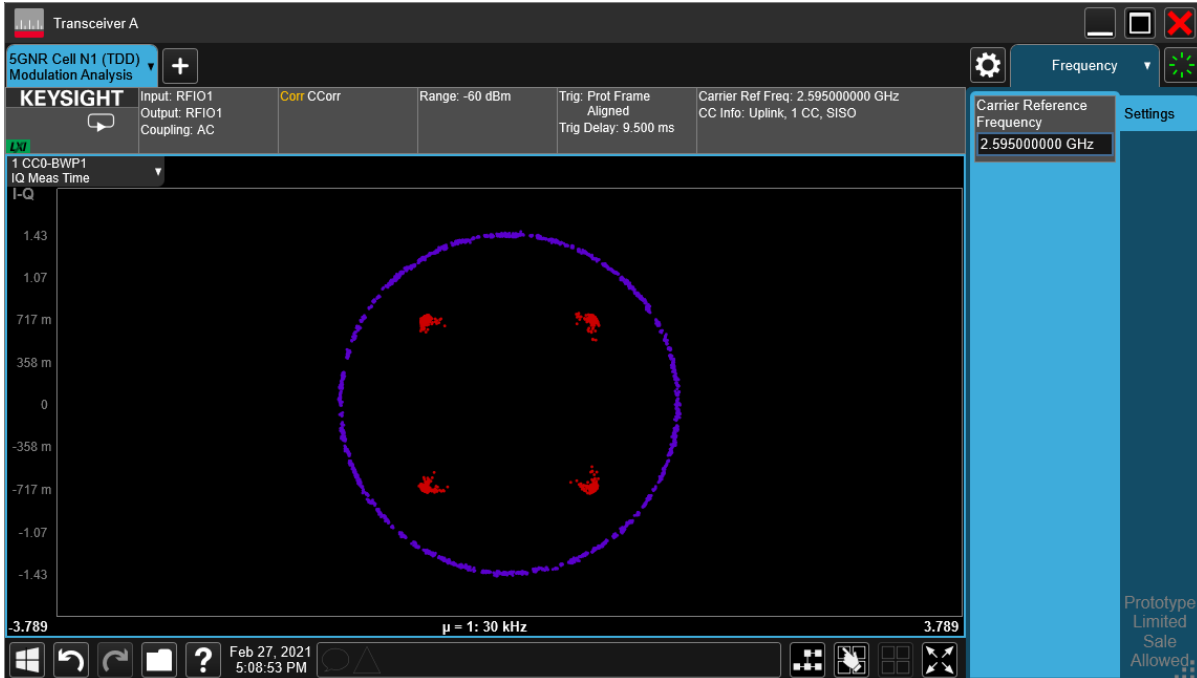 Transceiver A
5GNR Cell N1 (TDD)
Modulation Analysis
Frequency
KEYSIGHT
LXI
Input: RFIO1
Output: RFIO1
Coupling: AC
Corr CCorr
Range: -60 dBm
Trig: Prot Frame
Aligned
Trig Delay: 9.500 ms
Carrier Ref Freq: 2.595000000 GHz
CC Info: Uplink, 1 CC, SISO
Carrier Reference
Frequency
2.595000000 GHz
Settings
1 CC0-BWP1
IQ Meas Time
I-Q
1.43
1.07
717 m
358 m
0
-358 m
-717 m
-1.07
-1.43
-3.789
µ = 1: 30 kHz
3.789
Prototype
Limited
Sale
Allowed.
?
Feb 27, 2021
5:08:53 PM